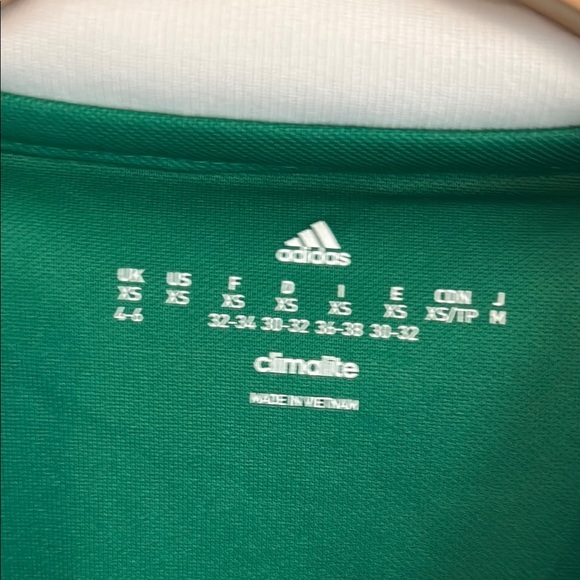 adidas
UK US F D I E CDN J
XS XS XS XS XS XS XS/TP M
4-6 32-34 30-32 36-38 30-32
climalite
MADE IN VIETNAM